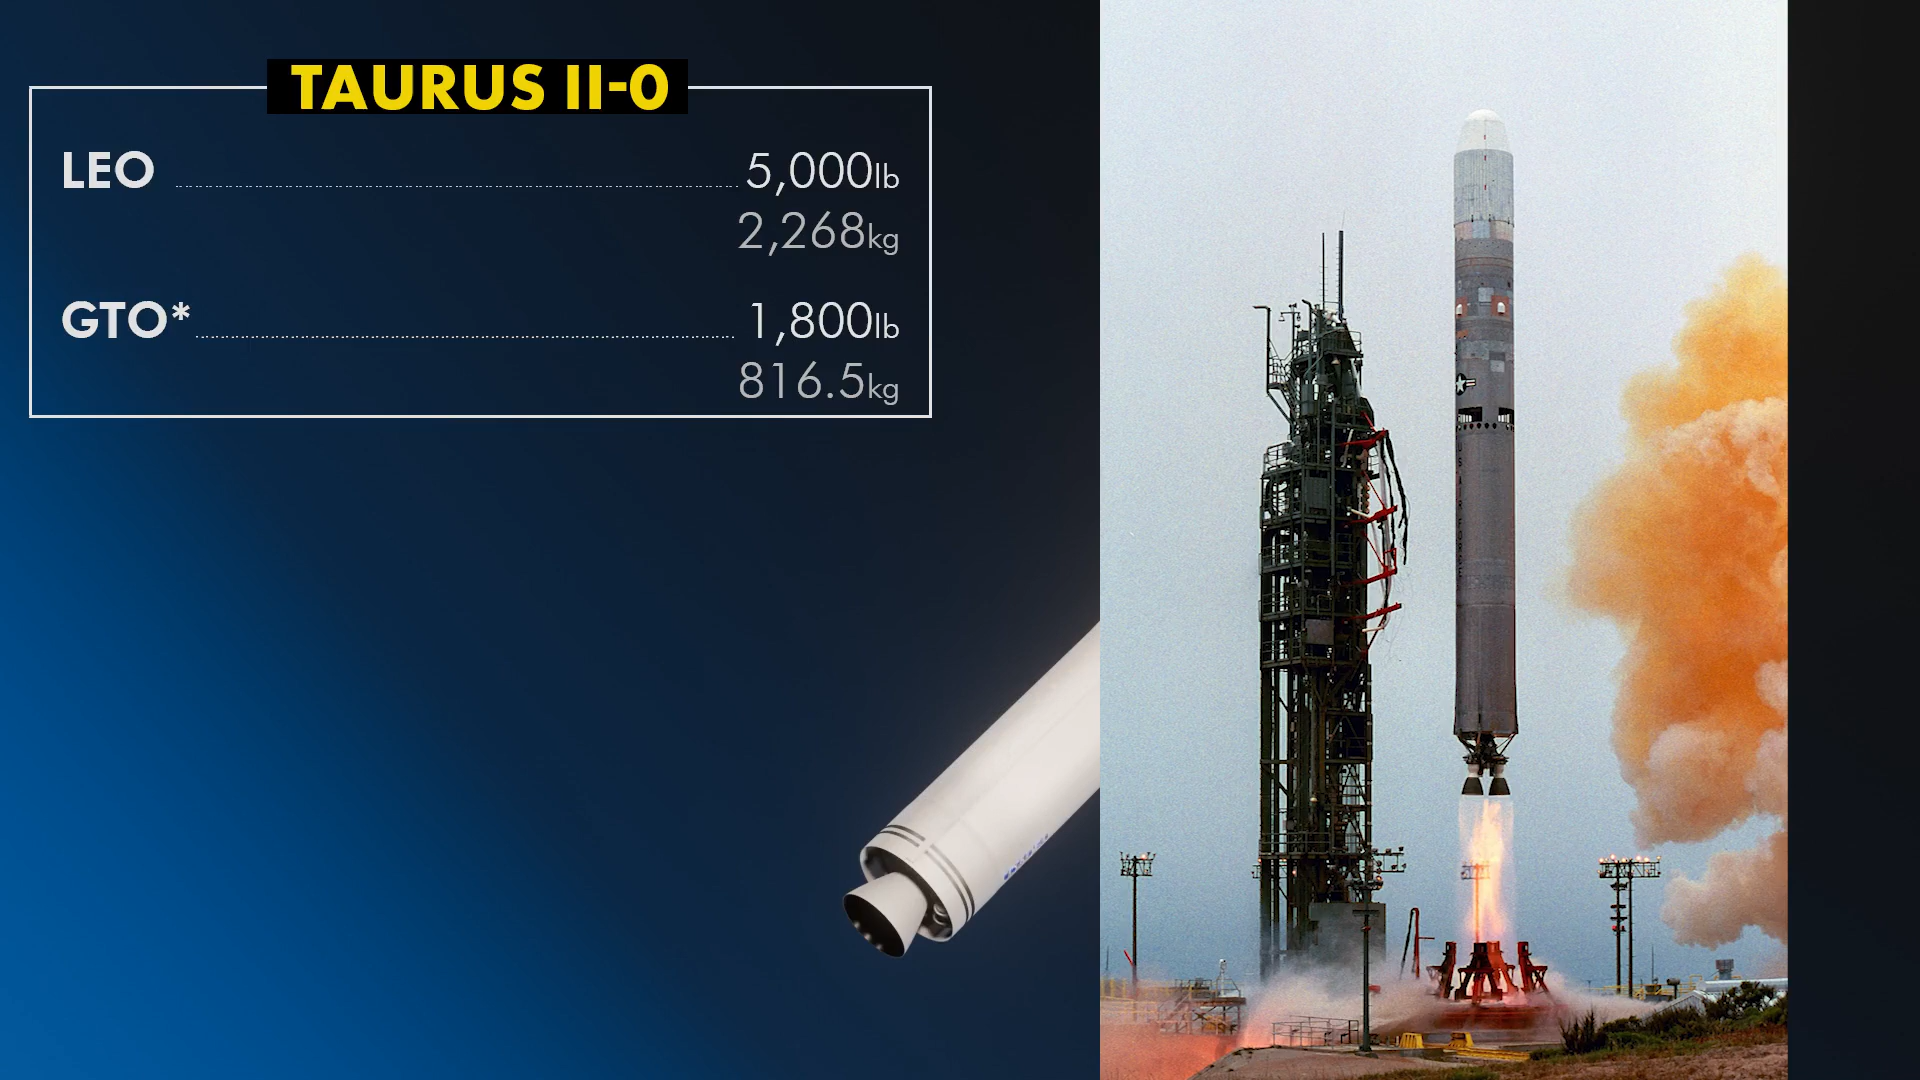 TAURUS II-0
LEO 5,000lb
2,268kg
GTO* 1,800lb
816.5kg